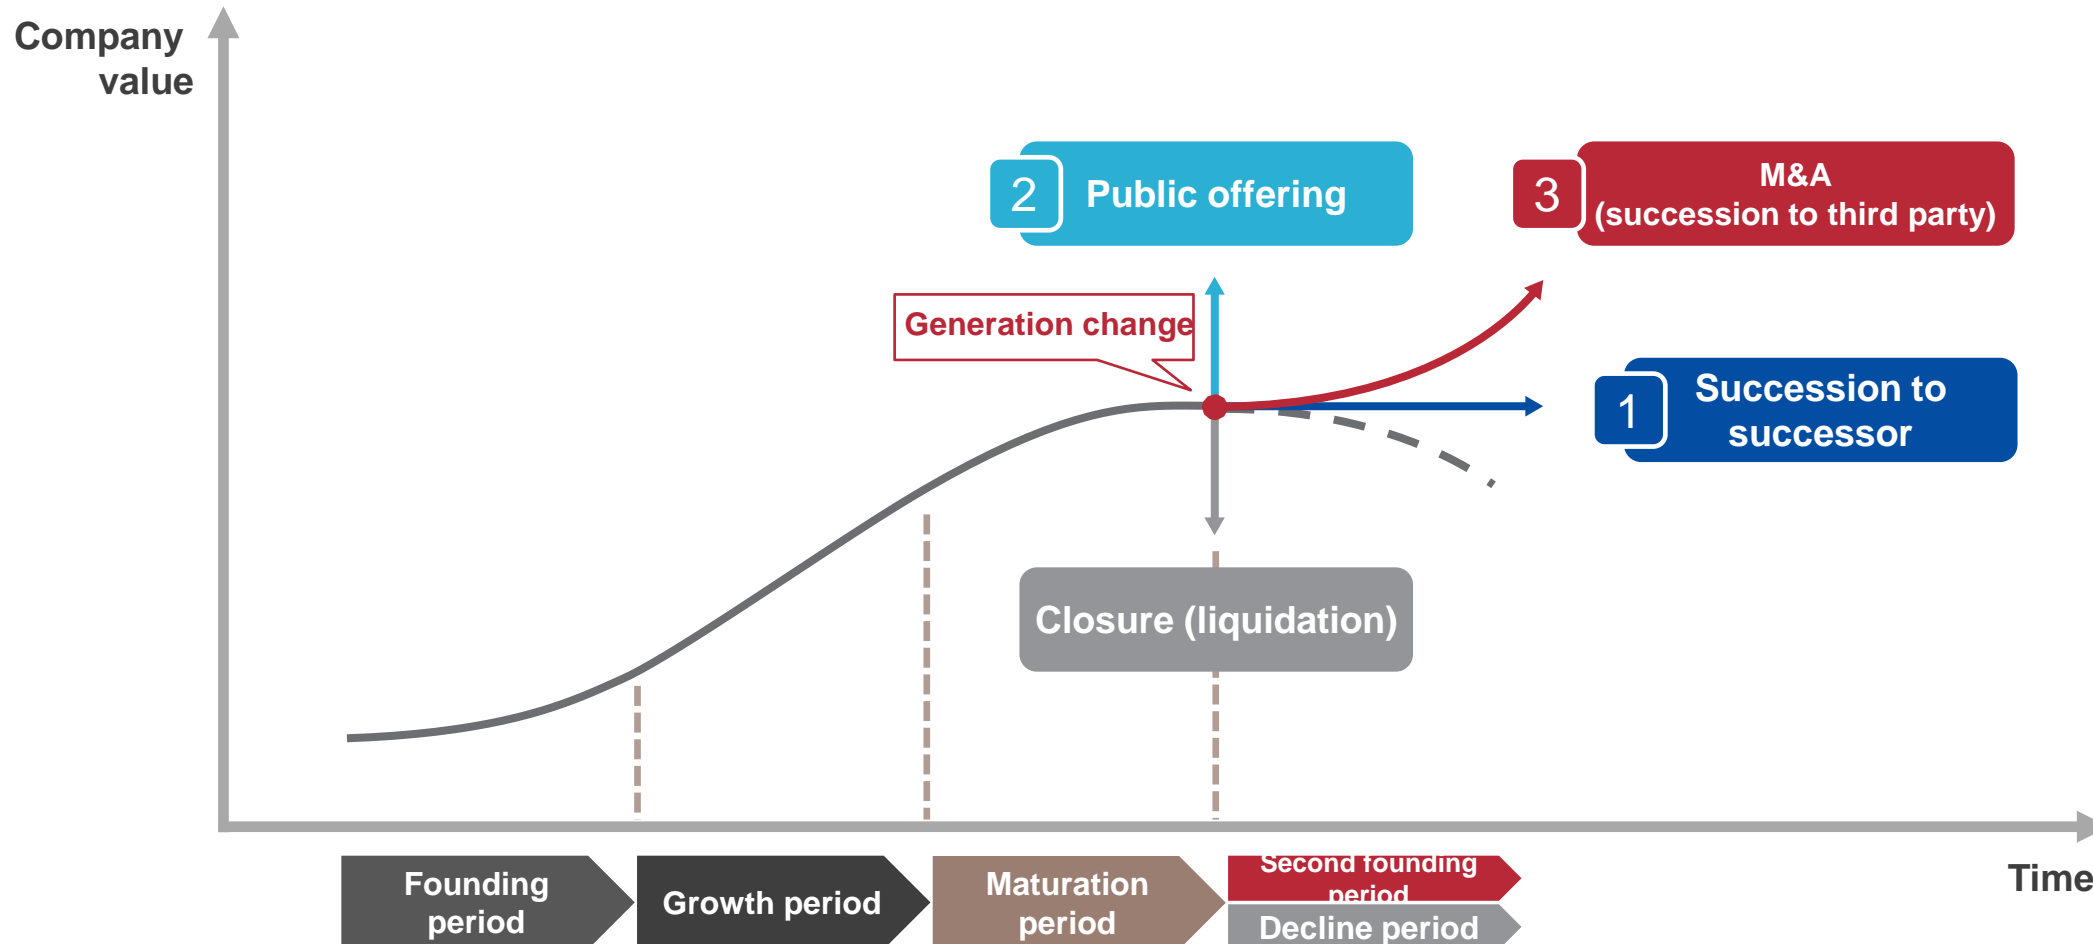 Company
value
2
Public offering
3
M&A
(succession to third party)
Generation change
1
Succession to
successor
Closure (liquidation)
Time
Founding
period
Growth period
Maturation
period
Second founding
period
Decline period